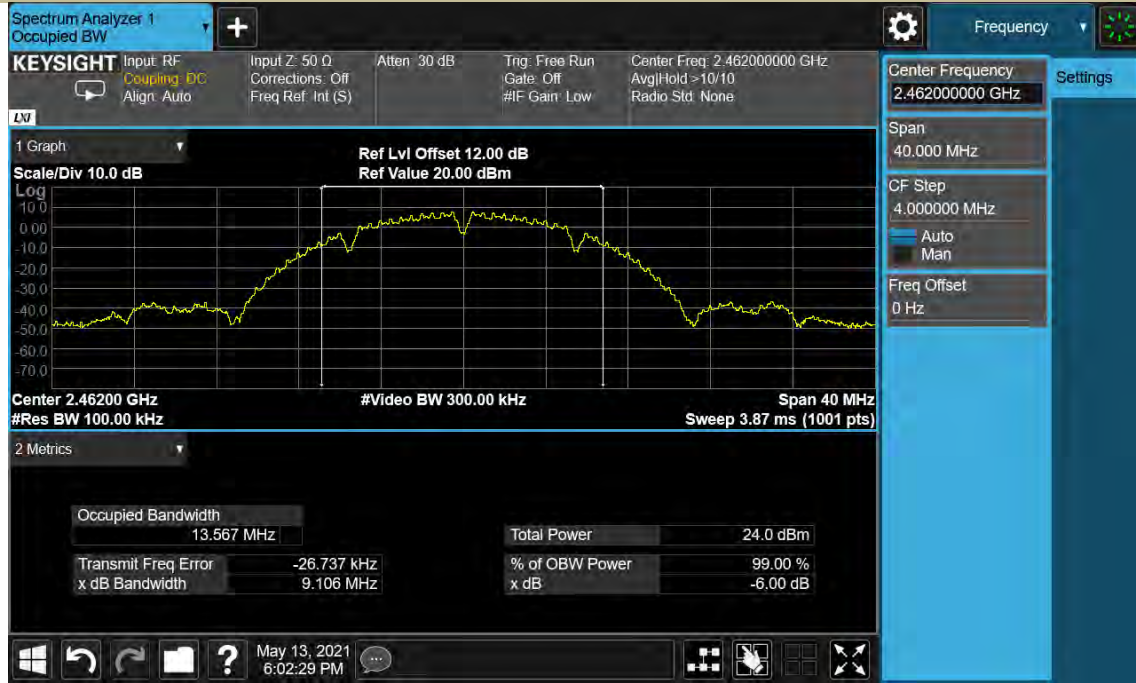 Spectrum Analyzer 1
Occupied BW
+
Frequency
KEYSIGHT
Input: RF
Coupling: DC
Align: Auto
Input Z: 50 Ω
Corrections: Off
Freq Ref: Int (S)
Atten: 30 dB
Trig: Free Run
Gate: Off
#IF Gain: Low
Center Freq: 2.462000000 GHz
Avg|Hold >10/10
Radio Std: None
LXI
Center Frequency
2.462000000 GHz
Settings
Span
40.000 MHz
CF Step
4.000000 MHz
Auto
Man
Freq Offset
0 Hz
1 Graph
Scale/Div 10.0 dB
Ref Lvl Offset 12.00 dB
Ref Value 20.00 dBm
Log
10.0
0.00
-10.0
-20.0
-30.0
-40.0
-50.0
-60.0
-70.0
Center 2.46200 GHz
#Video BW 300.00 kHz
Span 40 MHz
#Res BW 100.00 kHz
Sweep 3.87 ms (1001 pts)
2 Metrics
Occupied Bandwidth
13.567 MHz
Total Power 24.0 dBm
Transmit Freq Error -26.737 kHz
% of OBW Power 99.00 %
x dB Bandwidth 9.106 MHz
x dB -6.00 dB
?
May 13, 2021
6:02:29 PM